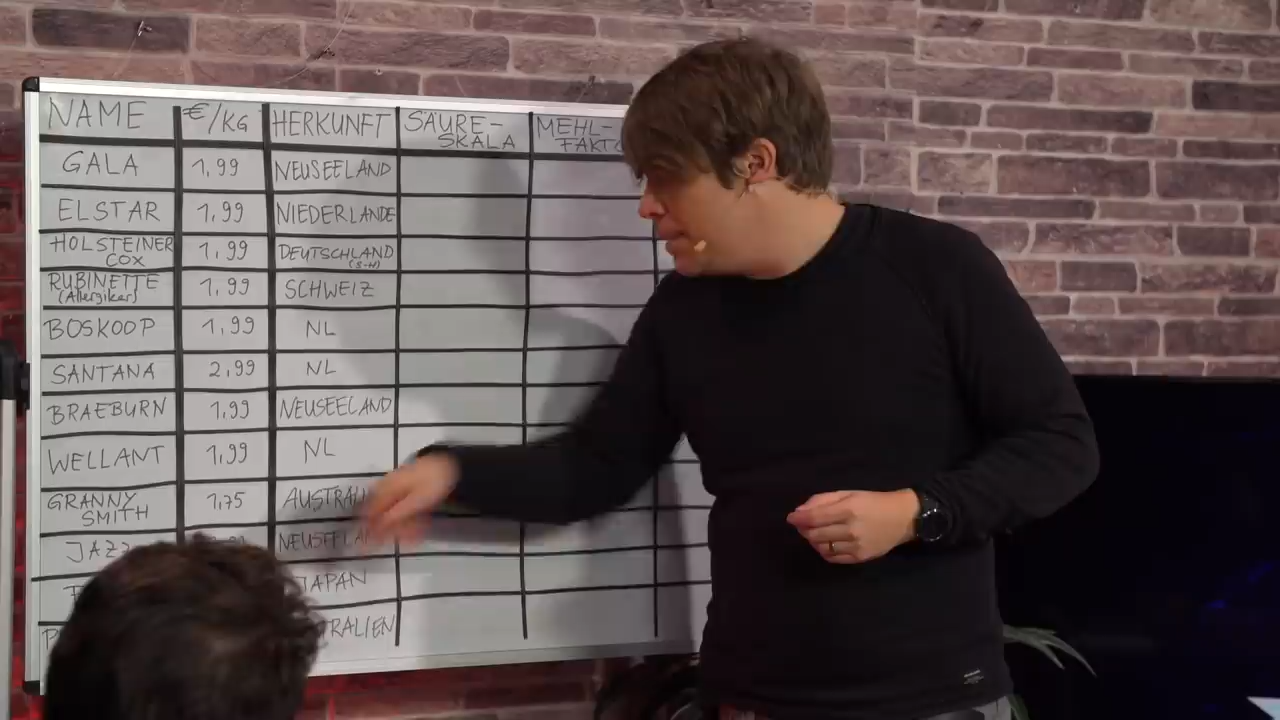 NAME €/KG HERKUNFT SÄURE-SKALA MEHL-
GALA 1,99 NEUSEELAND
ELSTAR 1,99 NIEDERLANDE
HOLSTEINER COX 1,99 DEUTSCHLAND (S-H)
RUBINETTE (Allergiker) 1,99 SCHWEIZ
BOSKOOP 1,99 NL
SANTANA 2,99 NL
BRAEBURN 1,99 NEUSEELAND
WELLANT 1,99 NL
GRANNY SMITH 1,75
JAZZ
JAPAN